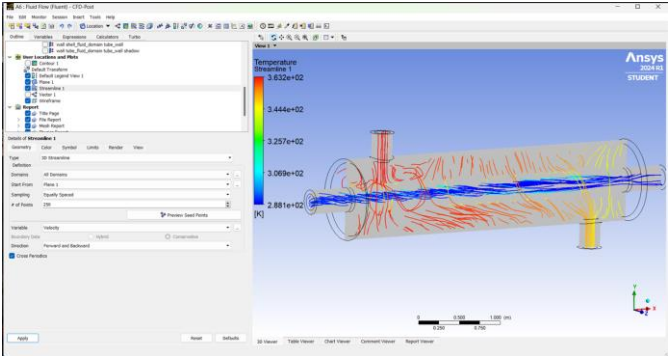 A6 : Fluid Flow (Fluent) - CFD-Post
File Edit Monitor Session Insert Tools Help
Location
Outline Variables Expressions Calculators Turbo
wall shell_fluid_domain tube_wall
wall tube_fluid_domain tube_wall shadow
User Locations and Plots
Contour 1
Default Transform
Default Legend View 1
Plane 1
Streamline 1
Vector 1
Wireframe
Report
Title Page
File Report
Mesh Report
Details of Streamline 1
Geometry Color Symbol Limits Render View
Type 3D Streamline
Definition
Domains All Domains
Start From Plane 1
Sampling Equally Spaced
# of Points 250
Preview Seed Points
Variable Velocity
Boundary Data Hybrid Conservative
Direction Forward and Backward
Cross Periodics
Apply Reset Defaults
View 1
Temperature
Streamline 1
3.632e+02
3.444e+02
3.257e+02
3.069e+02
2.881e+02
[K]
Ansys
2024 R1
STUDENT
0 0.500 1.000 (m)
0.250 0.750
Y
X
Z
3D Viewer Table Viewer Chart Viewer Comment Viewer Report Viewer